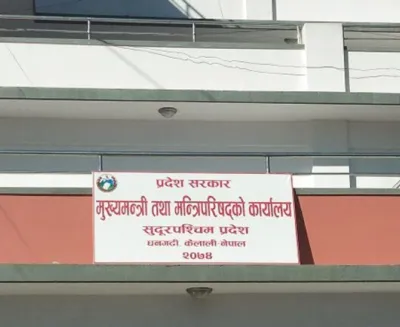 प्रदेश सरकार
मुख्यमन्त्री तथा मन्त्रिपरिषद्को कार्यालय
सुदूरपश्चिम प्रदेश
धनगढी, कैलाली नेपाल
२०७४